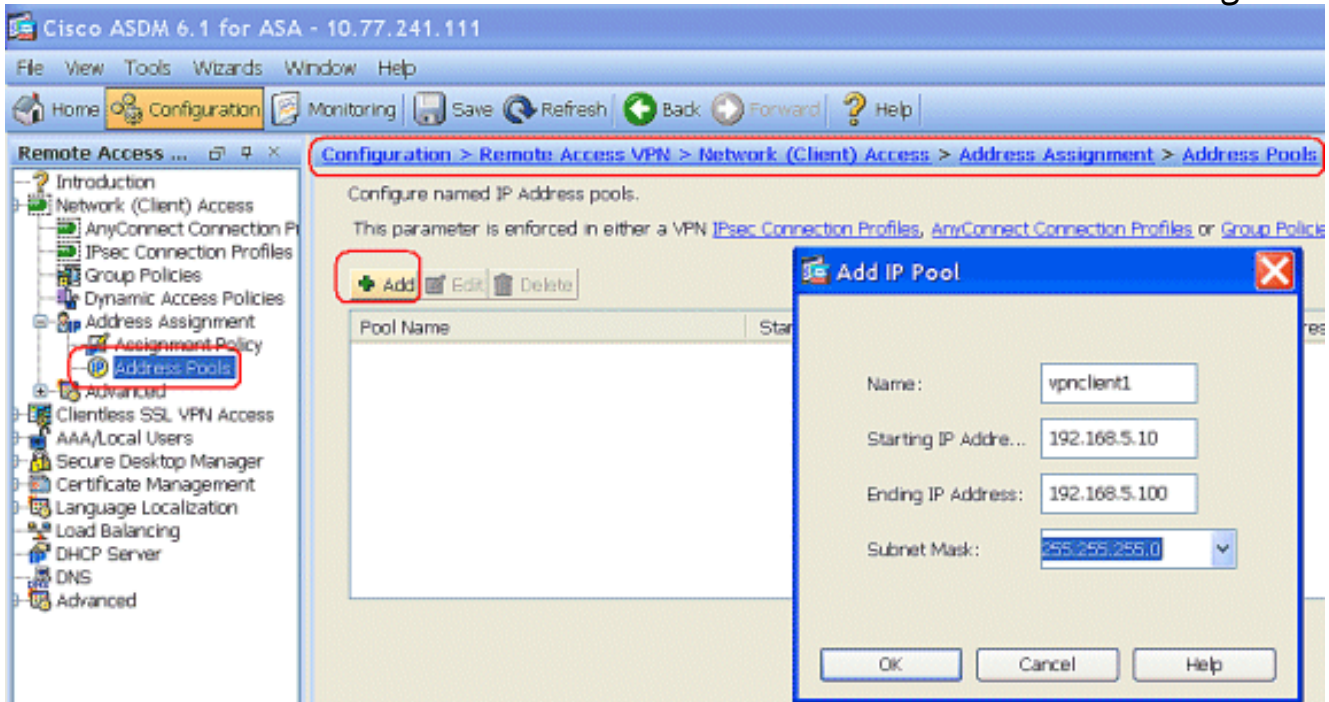 Cisco ASDM 6.1 for ASA - 10.77.241.111
File View Tools Wizards Window Help
Home Configuration Monitoring Save Refresh Back Forward Help
Remote Access ...
Configuration > Remote Access VPN > Network (Client) Access > Address Assignment > Address Pools
Introduction
Network (Client) Access
AnyConnect Connection P
IPsec Connection Profiles
Group Policies
Dynamic Access Policies
Address Assignment
Assignment Policy
Address Pools
Advanced
Clientless SSL VPN Access
AAA/Local Users
Secure Desktop Manager
Certificate Management
Language Localization
Load Balancing
DHCP Server
DNS
Advanced
Configure named IP Address pools.
This parameter is enforced in either a VPN IPsec Connection Profiles, AnyConnect Connection Profiles or Group Policie
Add Edit Delete
Pool Name Star
Add IP Pool
Name: vpnclient1
Starting IP Addre... 192.168.5.10
Ending IP Address: 192.168.5.100
Subnet Mask: 255.255.255.0
OK Cancel Help